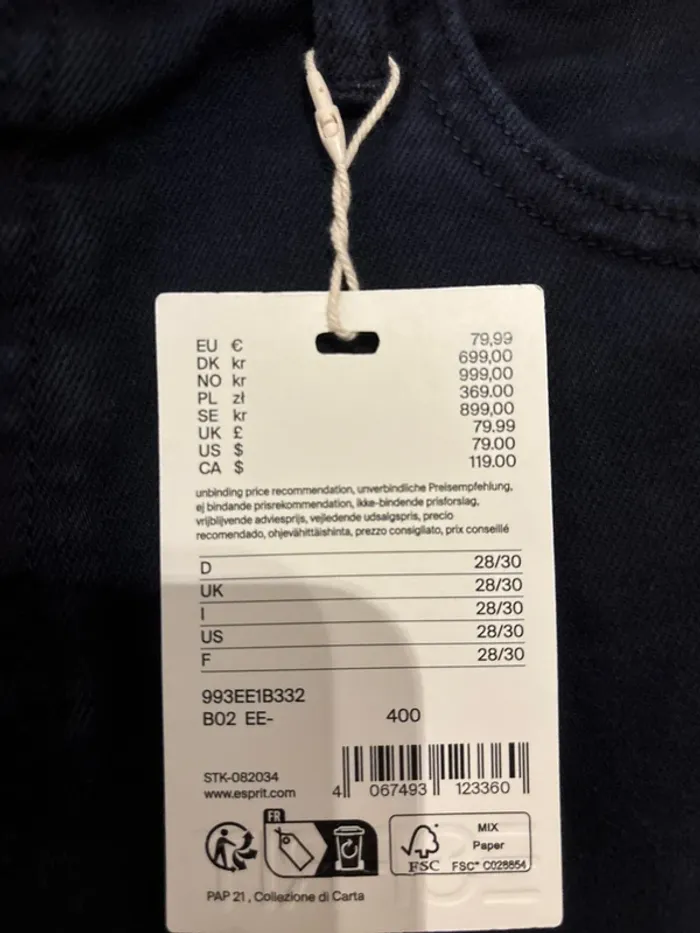 EU € 79,99
DK kr 699,00
NO kr 999,00
PL zł 369.00
SE kr 899,00
UK £ 79.99
US $ 79.00
CA $ 119.00
unbinding price recommendation, unverbindliche Preisempfehlung,
ej bindande prisrekommendation, ikke-bindende prisforslag,
vrijblijvende adviesprijs, vejledende udsalgspris, precio
recomendado, ohjevähittäishinta, prezzo consigliato, prix conseillé
D 28/30
UK 28/30
I 28/30
US 28/30
F 28/30
993EE1B332
B02 EE- 400
STK-082034
www.esprit.com
4 067493 123360
FR
MIX
Paper
FSC FSC® C028854
PAP 21 , Collezione di Carta